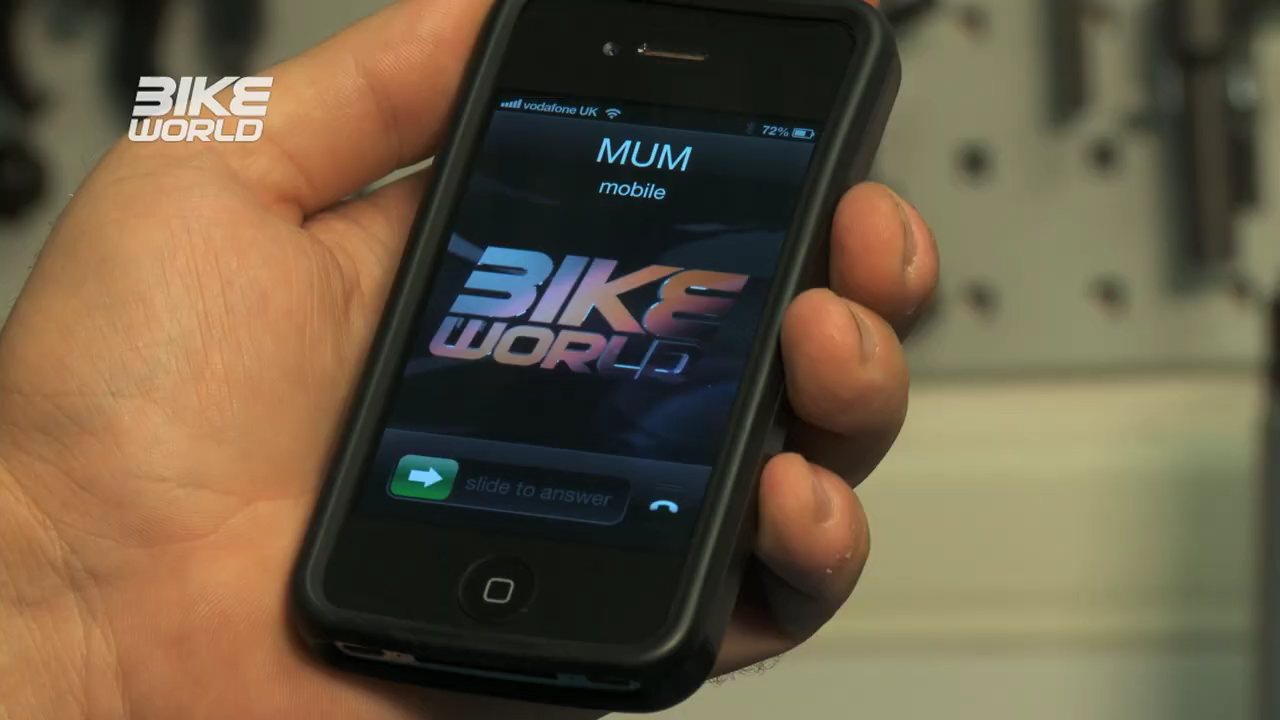 BIKE
WORLD
vodafone UK
72%
MUM
mobile
BIKE
WORLD
slide to answer